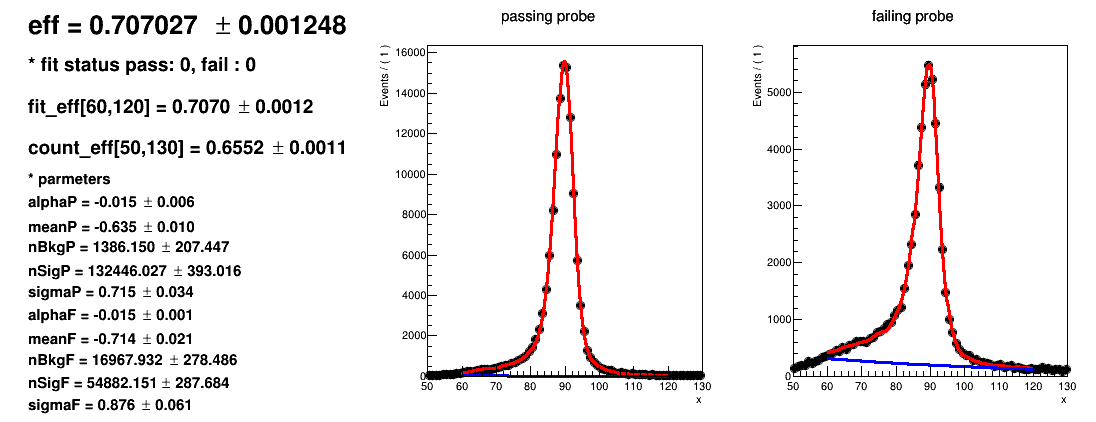 eff = 0.707027 ± 0.001248
* fit status pass: 0, fail : 0
fit_eff[60,120] = 0.7070 ± 0.0012
count_eff[50,130] = 0.6552 ± 0.0011
* parmeters
alphaP = -0.015 ± 0.006
meanP = -0.635 ± 0.010
nBkgP = 1386.150 ± 207.447
nSigP = 132446.027 ± 393.016
sigmaP = 0.715 ± 0.034
alphaF = -0.015 ± 0.001
meanF = -0.714 ± 0.021
nBkgF = 16967.932 ± 278.486
nSigF = 54882.151 ± 287.684
sigmaF = 0.876 ± 0.061
passing probe
Events / ( 1 )
16000
14000
12000
10000
8000
6000
4000
2000
0
50 60 70 80 90 100 110 120 130
x
failing probe
Events / ( 1 )
5000
4000
3000
2000
1000
0
50 60 70 80 90 100 110 120 130
x